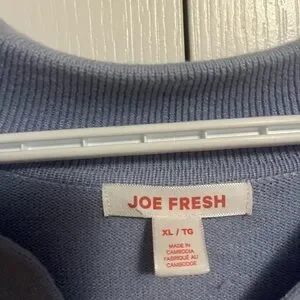 JOE FRESH
XL / TG
MADE IN
CAMBODIA
FABRIQUÉ AU
CAMBODGE